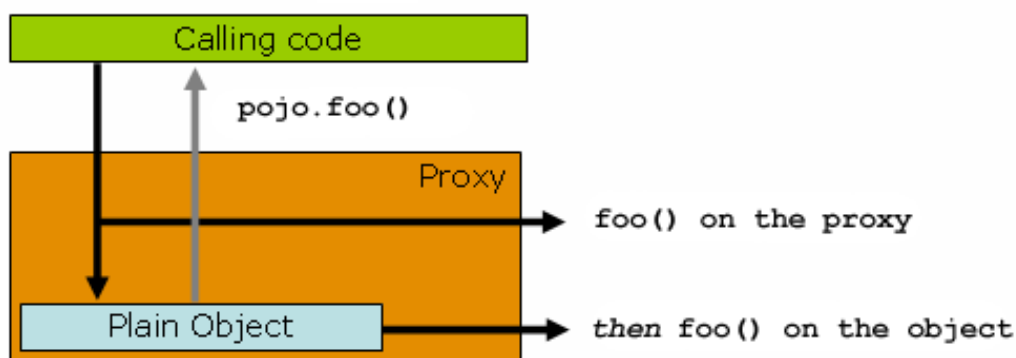 Calling code
pojo.foo()
Proxy
foo() on the proxy
Plain Object
then foo() on the object